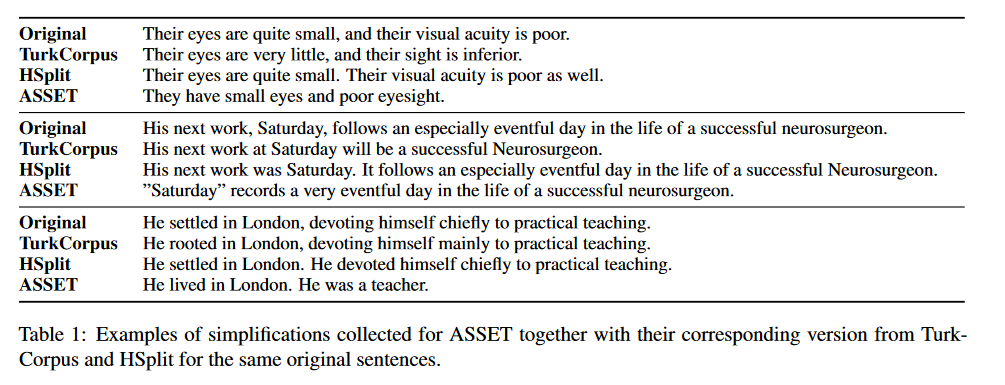 Original Their eyes are quite small, and their visual acuity is poor.
TurkCorpus Their eyes are very little, and their sight is inferior.
HSplit Their eyes are quite small. Their visual acuity is poor as well.
ASSET They have small eyes and poor eyesight.
Original His next work, Saturday, follows an especially eventful day in the life of a successful neurosurgeon.
TurkCorpus His next work at Saturday will be a successful Neurosurgeon.
HSplit His next work was Saturday. It follows an especially eventful day in the life of a successful Neurosurgeon.
ASSET ”Saturday” records a very eventful day in the life of a successful neurosurgeon.
Original He settled in London, devoting himself chiefly to practical teaching.
TurkCorpus He rooted in London, devoting himself mainly to practical teaching.
HSplit He settled in London. He devoted himself chiefly to practical teaching.
ASSET He lived in London. He was a teacher.
Table 1: Examples of simplifications collected for ASSET together with their corresponding version from Turk-
Corpus and HSplit for the same original sentences.